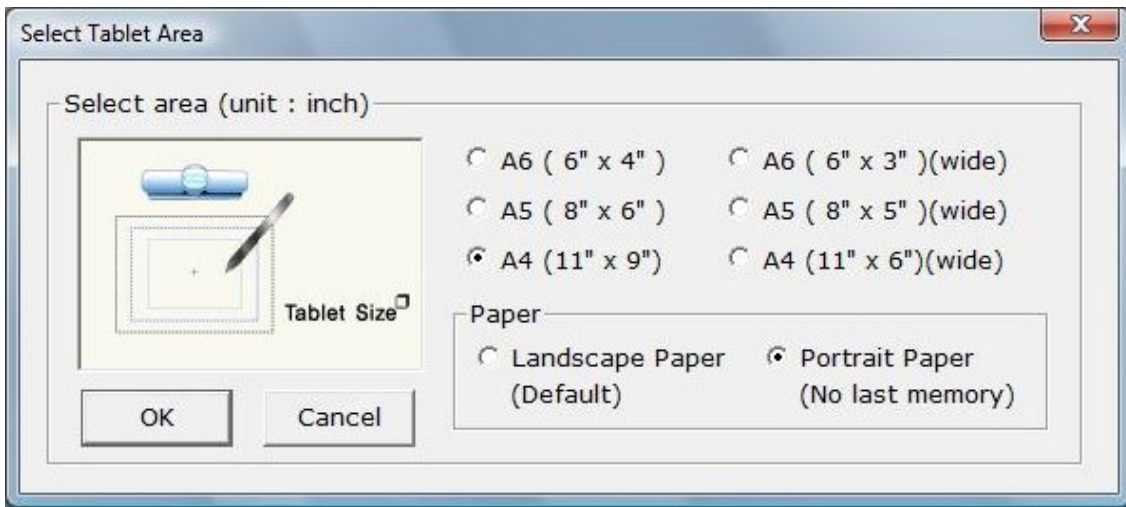 Select Tablet Area
Select area (unit : inch)
A6 ( 6" x 4" )
A6 ( 6" x 3" )(wide)
A5 ( 8" x 6" )
A5 ( 8" x 5" )(wide)
A4 (11" x 9")
A4 (11" x 6")(wide)
Tablet Size
Paper
Landscape Paper
(Default)
Portrait Paper
(No last memory)
OK
Cancel